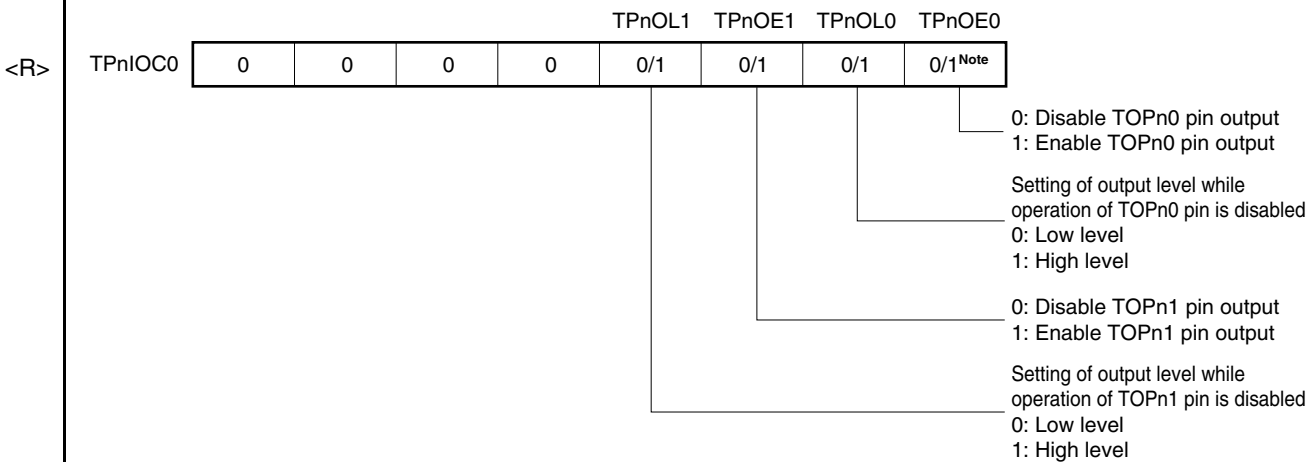 TPnOL1 TPnOE1 TPnOL0 TPnOE0
<R> TPnIOC0 0 0 0 0 0/1 0/1 0/1 0/1Note
0: Disable TOPn0 pin output
1: Enable TOPn0 pin output
Setting of output level while
operation of TOPn0 pin is disabled
0: Low level
1: High level
0: Disable TOPn1 pin output
1: Enable TOPn1 pin output
Setting of output level while
operation of TOPn1 pin is disabled
0: Low level
1: High level